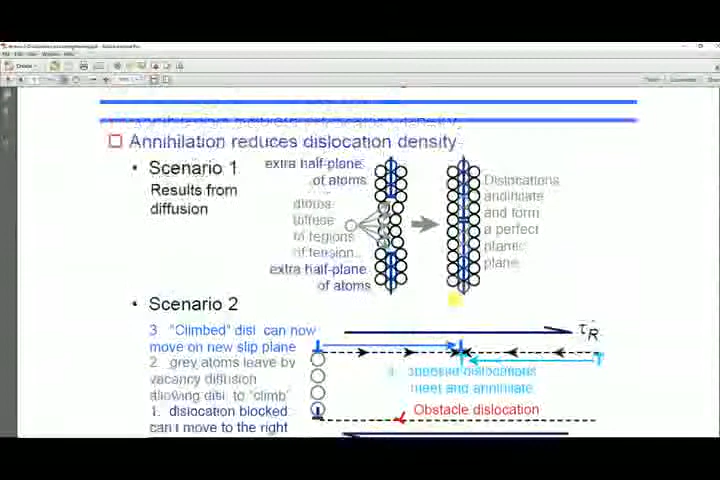 Annihilation reduces dislocation density
Scenario 1
Results from
diffusion
extra half-plane
of atoms
atoms
diffuse
to regions
of tension
extra half-plane
of atoms
Dislocations
annihilate
and form
a perfect
plane
Scenario 2
3. "Climbed" disl. can now
move on new slip plane
2. grey atoms leave by
vacancy diffusion
allowing disl. to "climb"
1. dislocation blocked
can't move to the right
τR
4. opposite dislocations
meet and annihilate
Obstacle dislocation